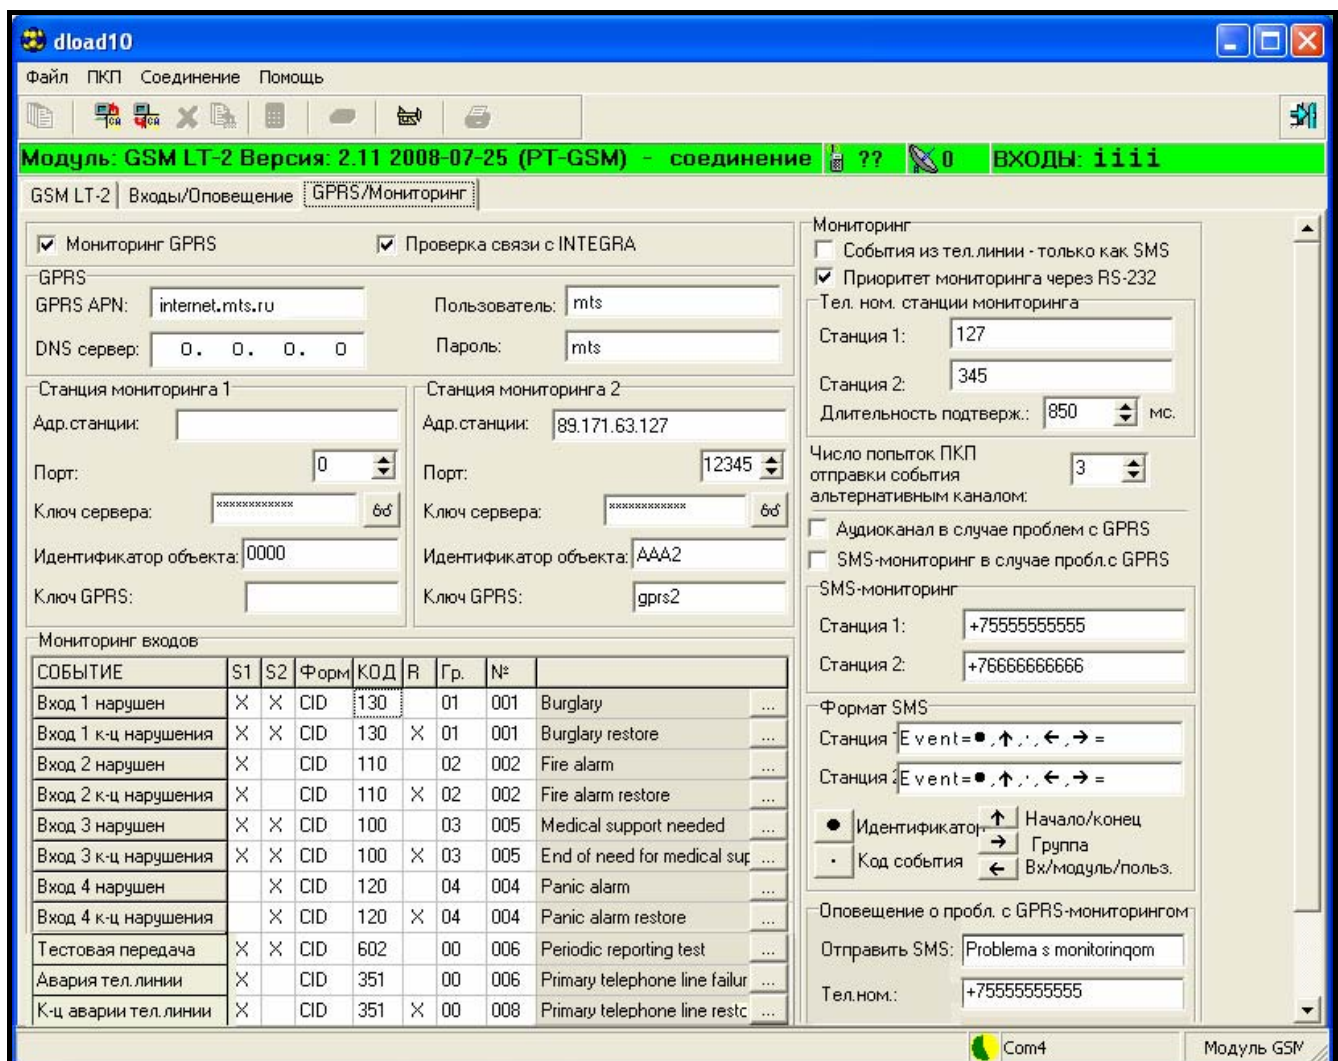 dload10
Файл ПКП Соединение Помощь
Модуль: GSM LT-2 Версия: 2.11 2008-07-25 (PT-GSM) - соединение ?? 0 ВХОДЫ: iiii
GSM LT-2 Входы/Оповещение GPRS/Мониторинг
Мониторинг GPRS Проверка связи с INTEGRA
GPRS
GPRS APN: internet.mts.ru Пользователь: mts
DNS сервер: 0. 0. 0. 0 Пароль: mts
Станция мониторинга 1
Адр.станции:
Порт: 0
Ключ сервера: ************
Идентификатор объекта: 0000
Ключ GPRS:
Станция мониторинга 2
Адр.станции: 89.171.63.127
Порт: 12345
Ключ сервера: ************
Идентификатор объекта: AAA2
Ключ GPRS: gprs2
Мониторинг входов
СОБЫТИЕ S1 S2 Форм КОД R Гр. №
Вход 1 нарушен X X CID 130 01 001 Burglary ...
Вход 1 к-ц нарушения X X CID 130 X 01 001 Burglary restore ...
Вход 2 нарушен X CID 110 02 002 Fire alarm ...
Вход 2 к-ц нарушения X CID 110 X 02 002 Fire alarm restore ...
Вход 3 нарушен X X CID 100 03 005 Medical support needed ...
Вход 3 к-ц нарушения X X CID 100 X 03 005 End of need for medical sup ...
Вход 4 нарушен X CID 120 04 004 Panic alarm ...
Вход 4 к-ц нарушения X CID 120 X 04 004 Panic alarm restore ...
Тестовая передача X X CID 602 00 006 Periodic reporting test ...
Авария тел.линии X CID 351 00 006 Primary telephone line failur ...
К-ц аварии тел.линии X CID 351 X 00 008 Primary telephone line restc ...
Мониторинг
События из тел.линии - только как SMS
Приоритет мониторинга через RS-232
Тел. ном. станции мониторинга
Станция 1: 127
Станция 2: 345
Длительность подтверж.: 850 мс.
Число попыток ПКП
отправки события
альтернативным каналом: 3
Аудиоканал в случае проблем с GPRS
SMS-мониторинг в случае пробл.с GPRS
SMS-мониторинг
Станция 1: +75555555555
Станция 2: +76666666666
Формат SMS
Станция 1 Event=●,↑,·,←,→=
Станция 2 Event=●,↑,·,←,→=
● Идентификатор ↑ Начало/конец
→ Группа
· Код события ← Вх/модуль/польз.
Оповещение о пробл. с GPRS-мониторингом
Отправить SMS: Problema s monitoringom
Тел.ном.: +75555555555
Com4 Модуль GSM